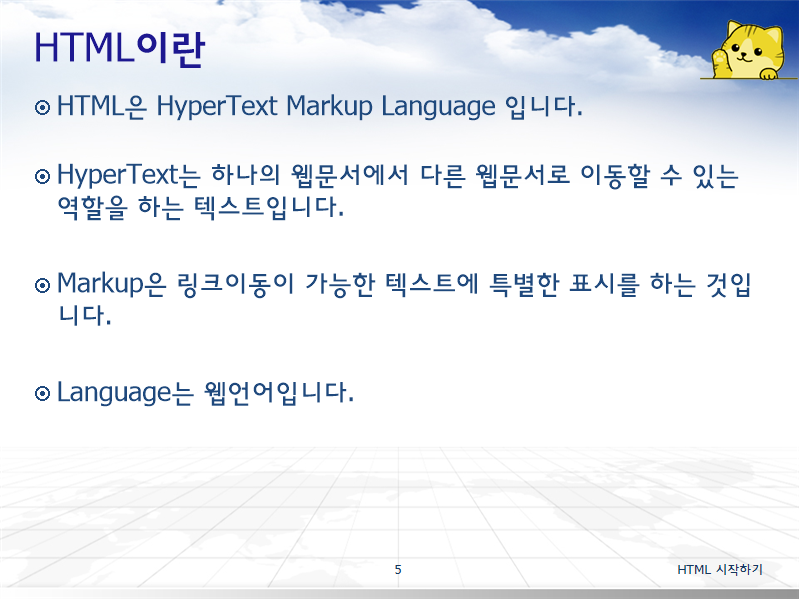 HTML이란
HTML은 HyperText Markup Language 입니다.
HyperText는 하나의 웹문서에서 다른 웹문서로 이동할 수 있는
역할을 하는 텍스트입니다.
Markup은 링크이동이 가능한 텍스트에 특별한 표시를 하는 것입
니다.
Language는 웹언어입니다.
5
HTML 시작하기